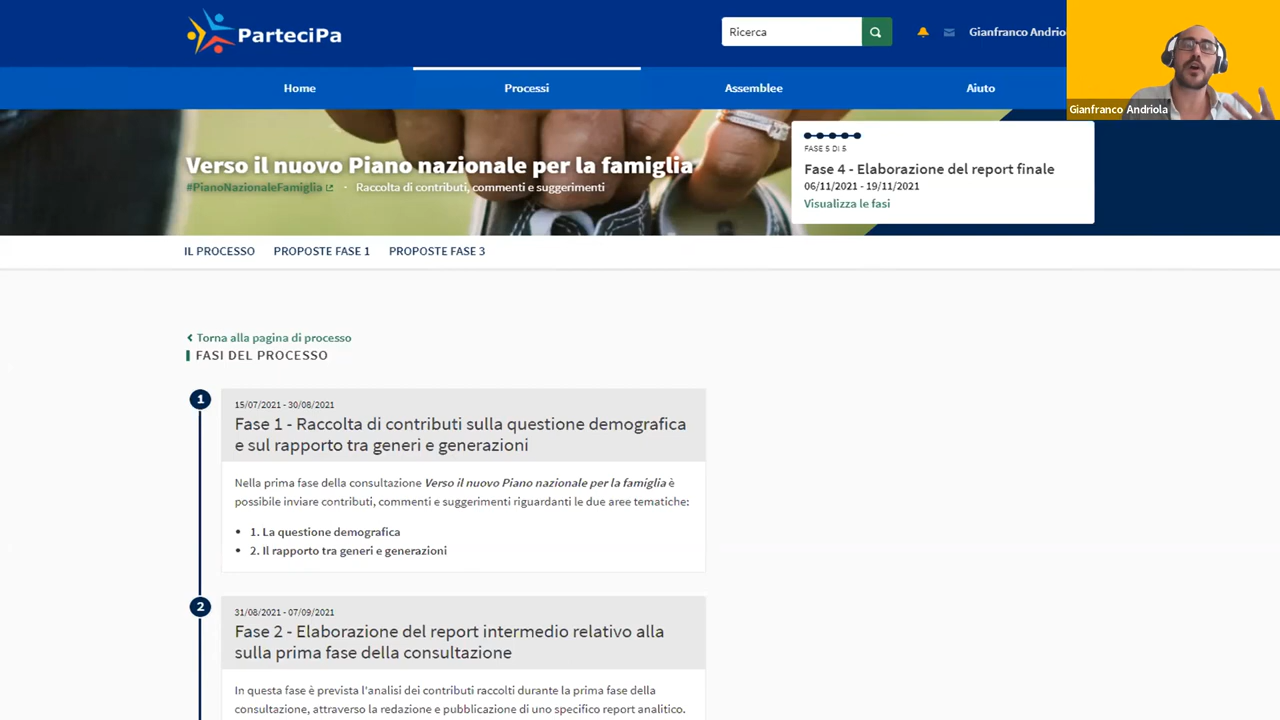 ParteciPa
Ricerca
Gianfranco Andrio
Gianfranco Andriola
Home
Processi
Assemblee
Aiuto
Verso il nuovo Piano nazionale per la famiglia
#PianoNazionaleFamiglia · Raccolta di contributi, commenti e suggerimenti
FASE 5 DI 5
Fase 4 - Elaborazione del report finale
06/11/2021 - 19/11/2021
Visualizza le fasi
IL PROCESSO
PROPOSTE FASE 1
PROPOSTE FASE 3
Torna alla pagina di processo
FASI DEL PROCESSO
1
15/07/2021 - 30/08/2021
Fase 1 - Raccolta di contributi sulla questione demografica
e sul rapporto tra generi e generazioni
Nella prima fase della consultazione Verso il nuovo Piano nazionale per la famiglia è
possibile inviare contributi, commenti e suggerimenti riguardanti le due aree tematiche:
• 1. La questione demografica
• 2. Il rapporto tra generi e generazioni
2
31/08/2021 - 07/09/2021
Fase 2 - Elaborazione del report intermedio relativo alla
sulla prima fase della consultazione
In questa fase è prevista l'analisi dei contributi raccolti durante la prima fase della
consultazione, attraverso la redazione e pubblicazione di uno specifico report analitico.